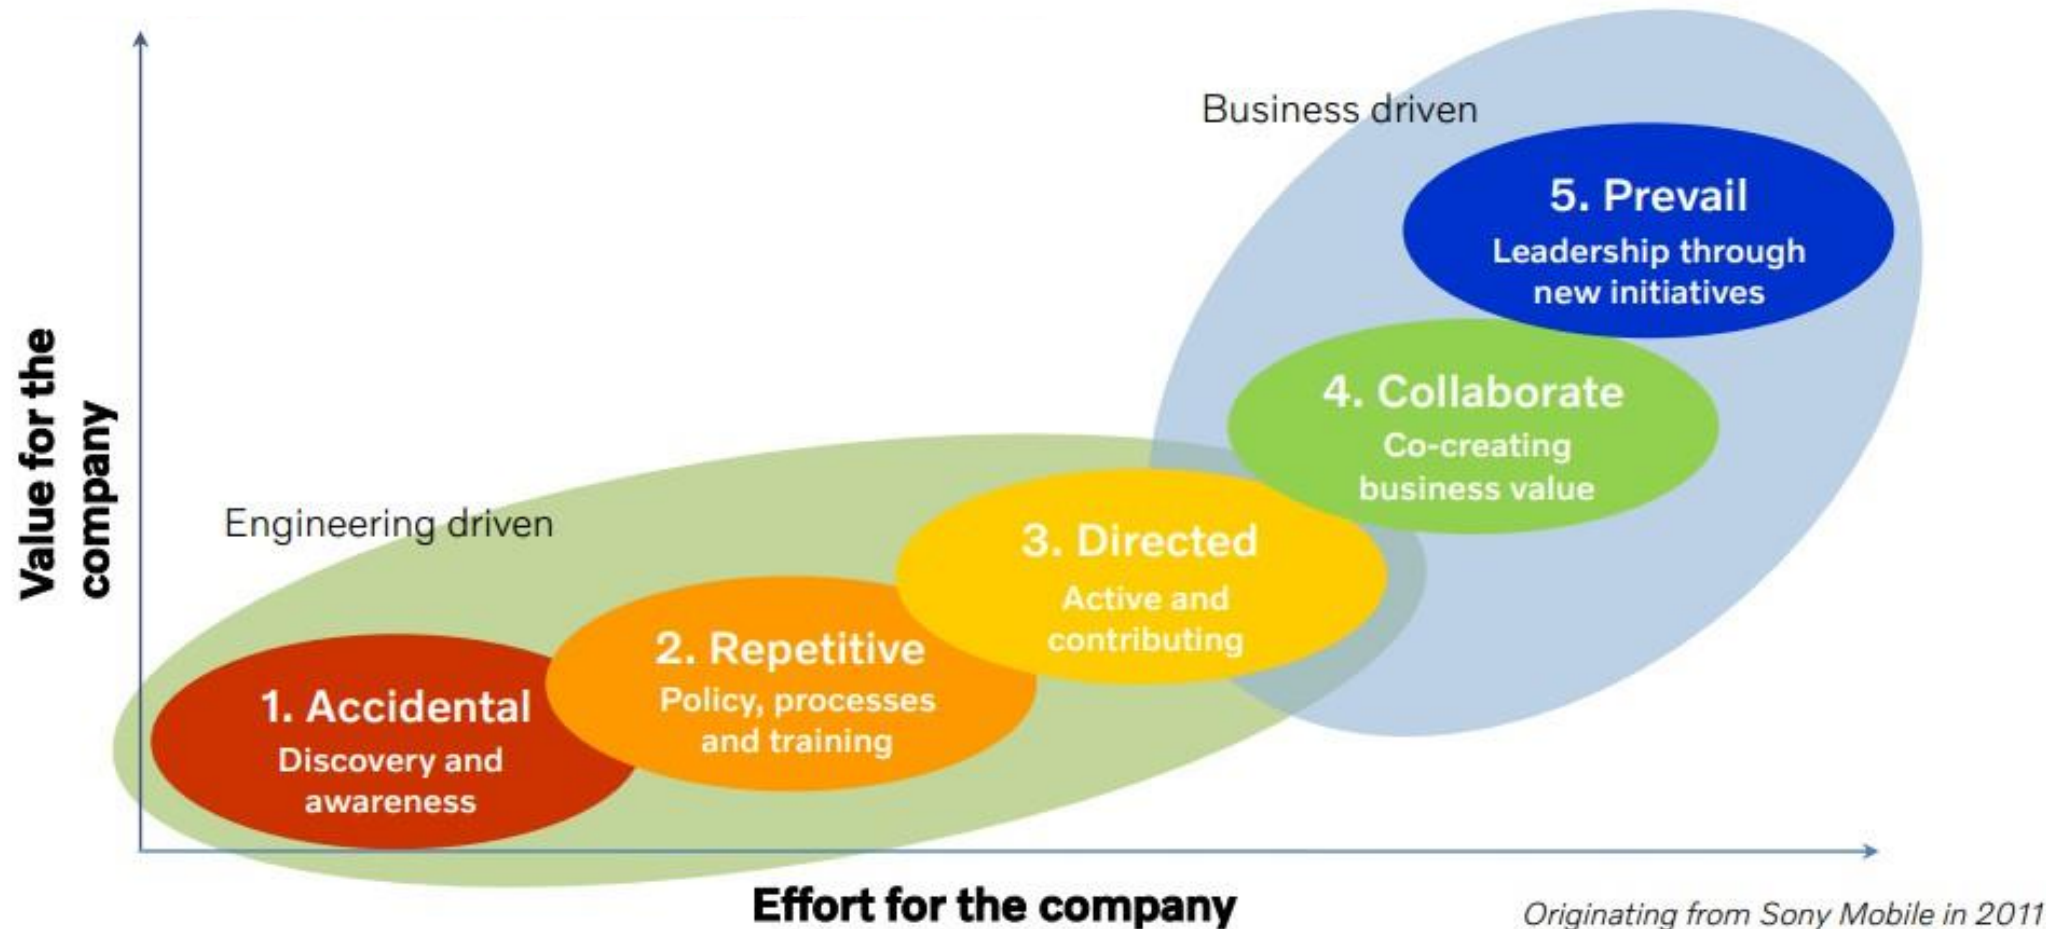 Business driven
5. Prevail
Leadership through
new initiatives
4. Collaborate
Co-creating
business value
Engineering driven
3. Directed
Active and
contributing
2. Repetitive
Policy, processes
and training
1. Accidental
Discovery and
awareness
Value for the
company
Effort for the company
Originating from Sony Mobile in 2011